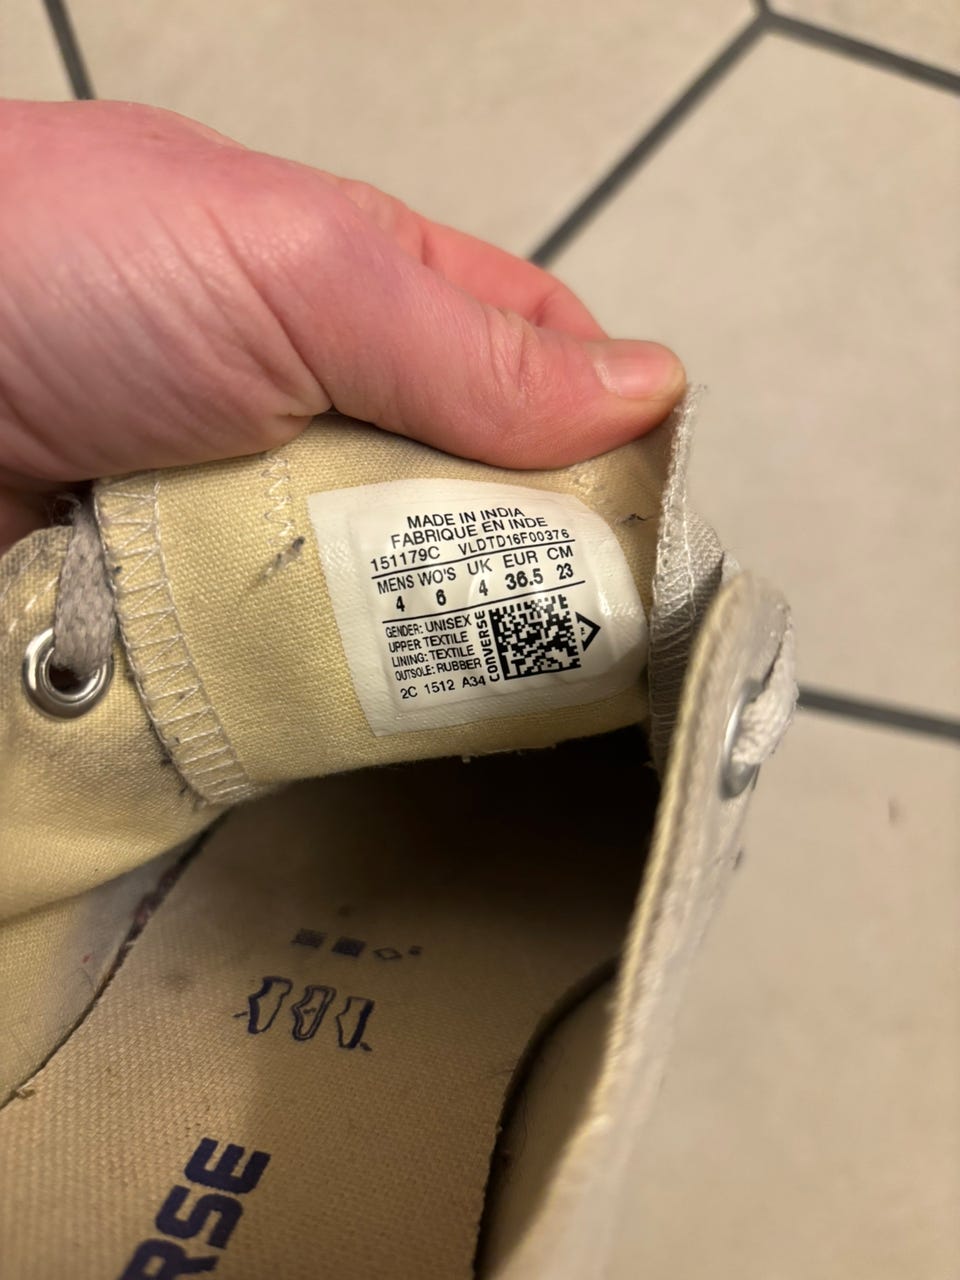 MADE IN INDIA
FABRIQUE EN INDE
151179C VLDTD16F00376
MENS WO'S UK EUR CM
4 6 4 36.5 23
GENDER: UNISEX
UPPER TEXTILE
LINING: TEXTILE
OUTSOLE: RUBBER
CONVERSE
2C 1512 A34
RSE